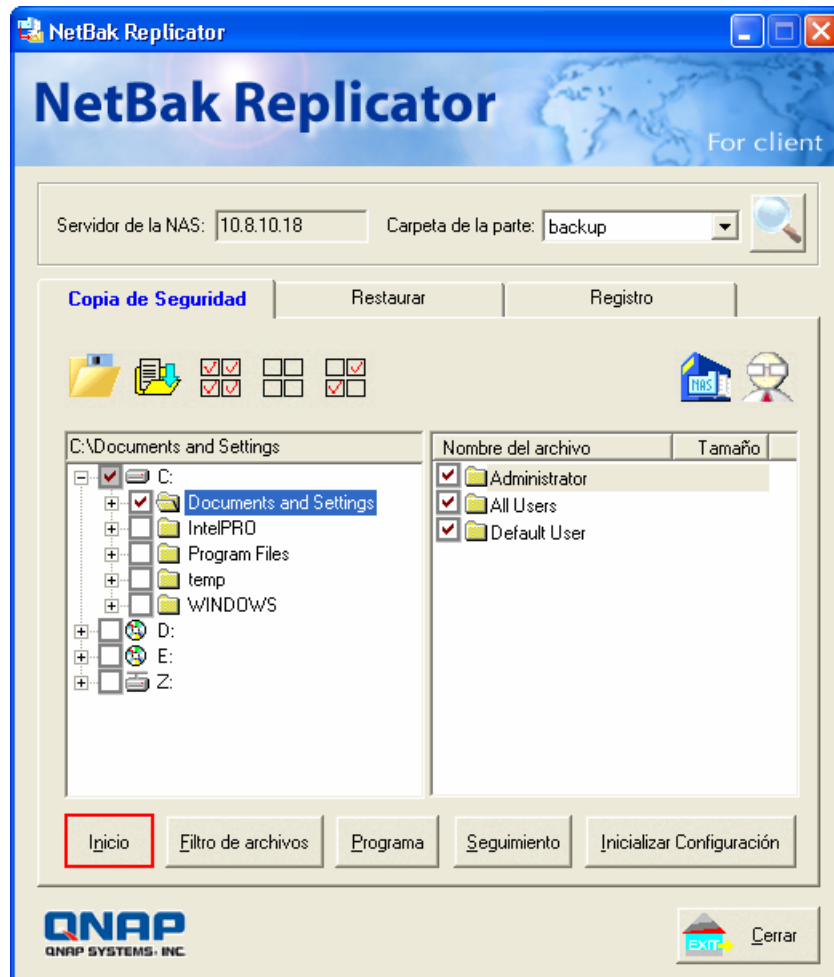 NetBak Replicator
NetBak Replicator
For client
Servidor de la NAS: 10.8.10.18 Carpeta de la parte: backup
Copia de Seguridad Restaurar Registro
NAS
C:\Documents and Settings
C:
Documents and Settings
IntelPRO
Program Files
temp
WINDOWS
D:
E:
Z:
Nombre del archivo Tamaño
Administrator
All Users
Default User
Inicio Filtro de archivos Programa Seguimiento Inicializar Configuración
QNAP
QNAP SYSTEMS, INC
EXIT Cerrar